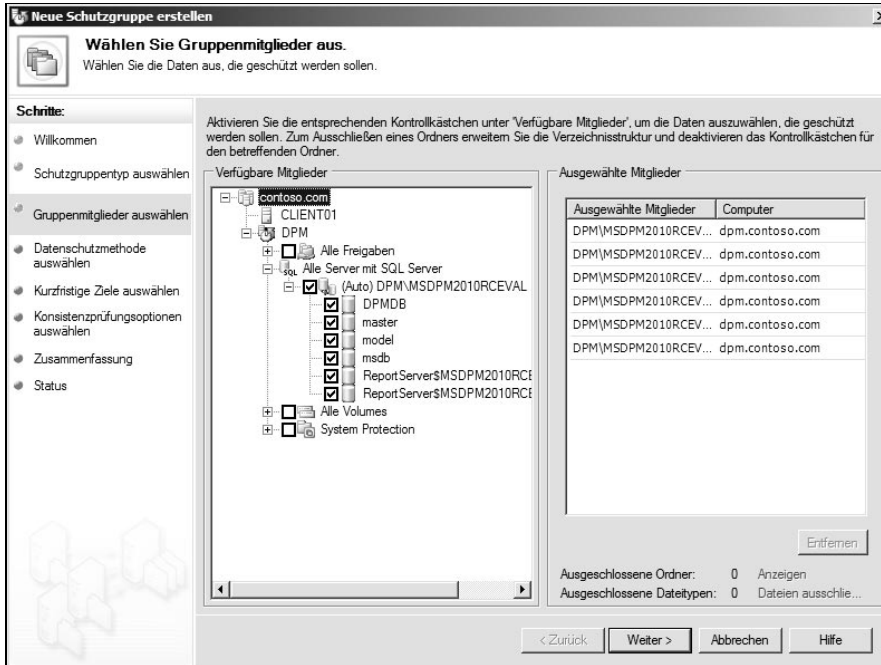 Neue Schutzgruppe erstellen
Wählen Sie Gruppenmitglieder aus.
Wählen Sie die Daten aus, die geschützt werden sollen.
Schritte:
Willkommen
Schutzgruppentyp auswählen
Gruppenmitglieder auswählen
Datenschutzmethode
auswählen
Kurzfristige Ziele auswählen
Konsistenzprüfungsoptionen
auswählen
Zusammenfassung
Status
Aktivieren Sie die entsprechenden Kontrollkästchen unter 'Verfügbare Mitglieder', um die Daten auszuwählen, die geschützt
werden sollen. Zum Ausschließen eines Ordners erweitern Sie die Verzeichnisstruktur und deaktivieren das Kontrollkästchen für
den betreffenden Ordner.
Verfügbare Mitglieder
contoso.com
CLIENT01
DPM
Alle Freigaben
SQL Alle Server mit SQL Server
(Auto) DPM\MSDPM2010RCEVAL
DPMDB
master
model
msdb
ReportServer$MSDPM2010RCE
ReportServer$MSDPM2010RCE
Alle Volumes
System Protection
Ausgewählte Mitglieder
Ausgewählte Mitglieder Computer
DPM\MSDPM2010RCEV... dpm.contoso.com
DPM\MSDPM2010RCEV... dpm.contoso.com
DPM\MSDPM2010RCEV... dpm.contoso.com
DPM\MSDPM2010RCEV... dpm.contoso.com
DPM\MSDPM2010RCEV... dpm.contoso.com
DPM\MSDPM2010RCEV... dpm.contoso.com
Entfernen
Ausgeschlossene Ordner: 0 Anzeigen
Ausgeschlossene Dateitypen: 0 Dateien ausschlie...
< Zurück Weiter > Abbrechen Hilfe